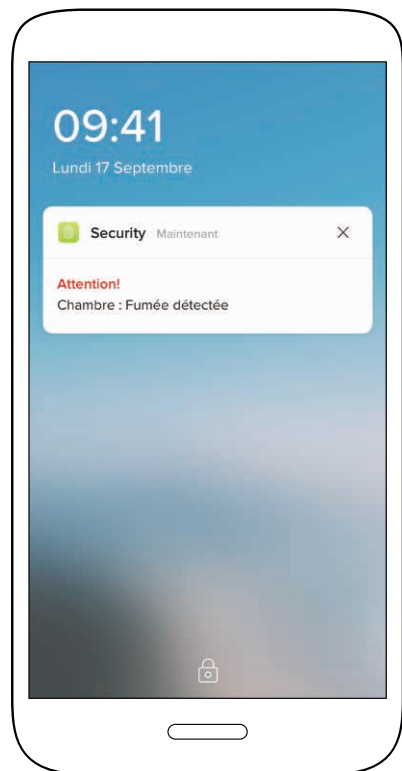 09:41
Lundi 17 Septembre
Security Maintenant
Attention!
Chambre : Fumée détectée